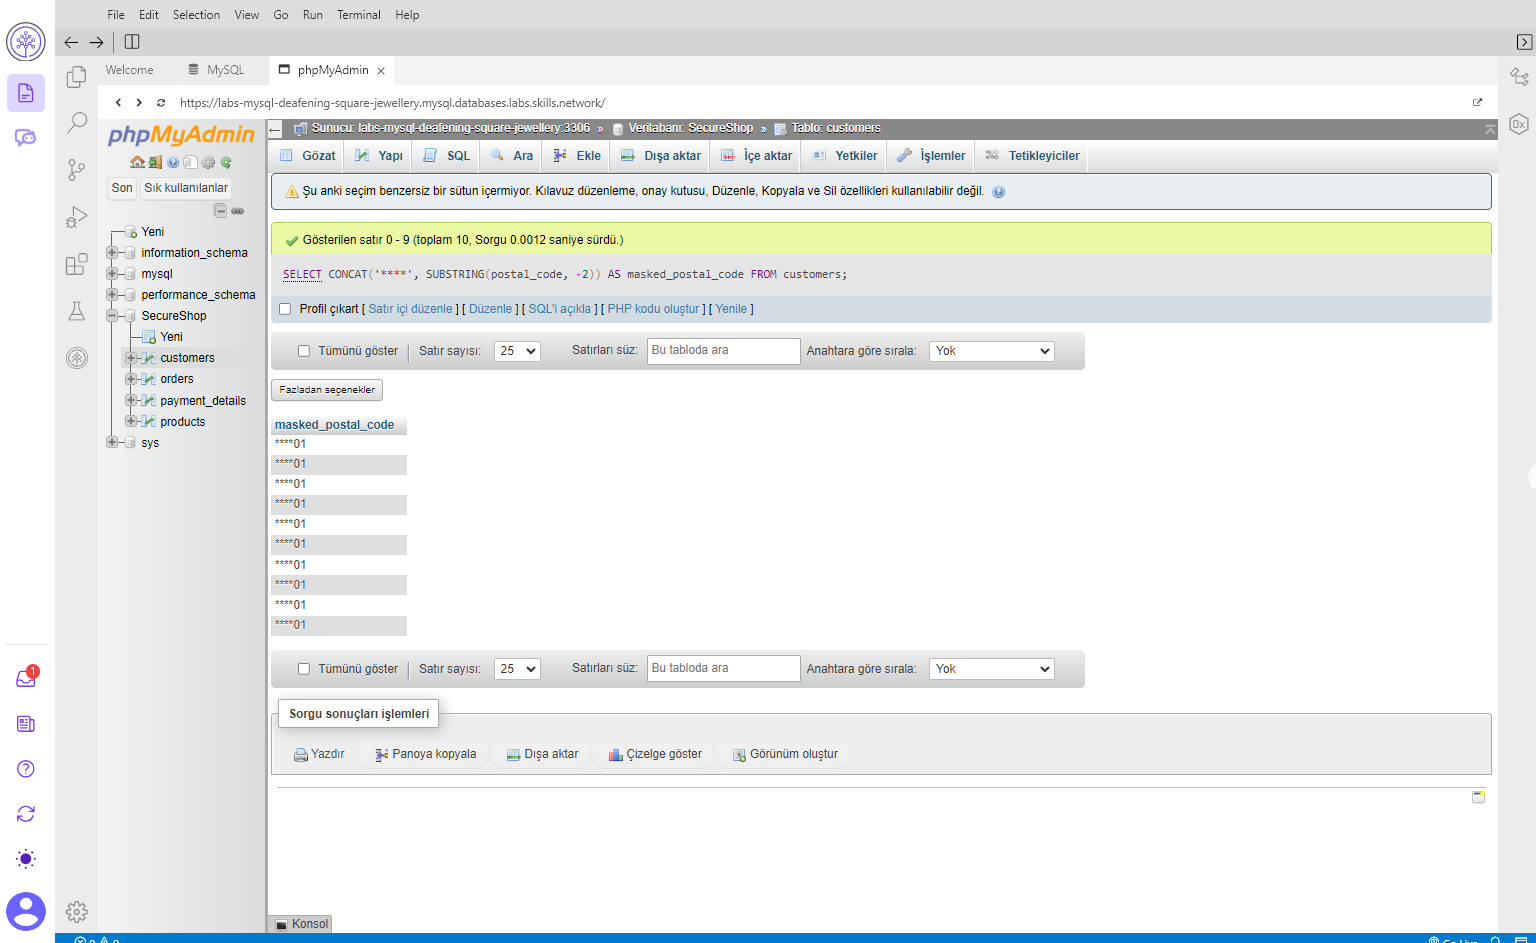 File Edit Selection View Go Run Terminal Help
Welcome MySQL phpMyAdmin
https://labs-mysql-deafening-square-jewellery.mysql.databases.labs.skills.network/
phpMyAdmin
Son Sık kullanılanlar
Yeni
information_schema
mysql
performance_schema
SecureShop
Yeni
customers
orders
payment_details
products
sys
Sunucu: labs-mysql-deafening-square-jewellery:3306 » Veritabanı: SecureShop » Tablo: customers
Gözat Yapı SQL Ara Ekle Dışa aktar İçe aktar Yetkiler İşlemler Tetikleyiciler
Şu anki seçim benzersiz bir sütun içermiyor. Kılavuz düzenleme, onay kutusu, Düzenle, Kopyala ve Sil özellikleri kullanılabilir değil.
Gösterilen satır 0 - 9 (toplam 10, Sorgu 0.0012 saniye sürdü.)
SELECT CONCAT('****', SUBSTRING(postal_code, -2)) AS masked_postal_code FROM customers;
Profil çıkart [ Satır içi düzenle ] [ Düzenle ] [ SQL'i açıkla ] [ PHP kodu oluştur ] [ Yenile ]
Tümünü göster Satır sayısı: 25 Satırları süz: Bu tabloda ara Anahtara göre sırala: Yok
Fazladan seçenekler
masked_postal_code
****01
****01
****01
****01
****01
****01
****01
****01
****01
****01
Tümünü göster Satır sayısı: 25 Satırları süz: Bu tabloda ara Anahtara göre sırala: Yok
Sorgu sonuçları işlemleri
Yazdır Panoya kopyala Dışa aktar Çizelge göster Görünüm oluştur
Konsol
1